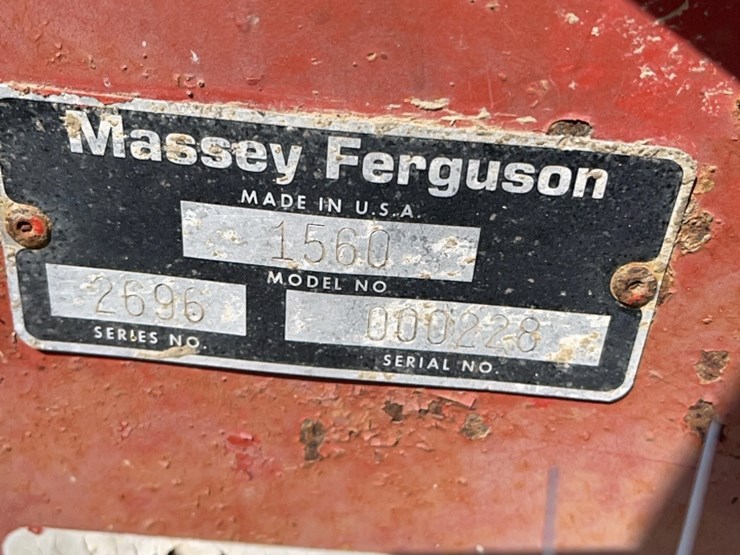 Massey Ferguson
MADE IN U.S.A.
1560
MODEL NO
2696 000228
SERIES NO. SERIAL NO.